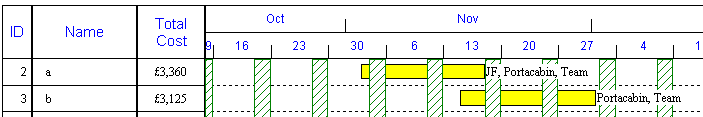 ID Name Total Cost Oct Nov
9 16 23 30 6 13 20 27 4 1
2 a £3,360 JF, Portacabin, Team
3 b £3,125 Portacabin, Team